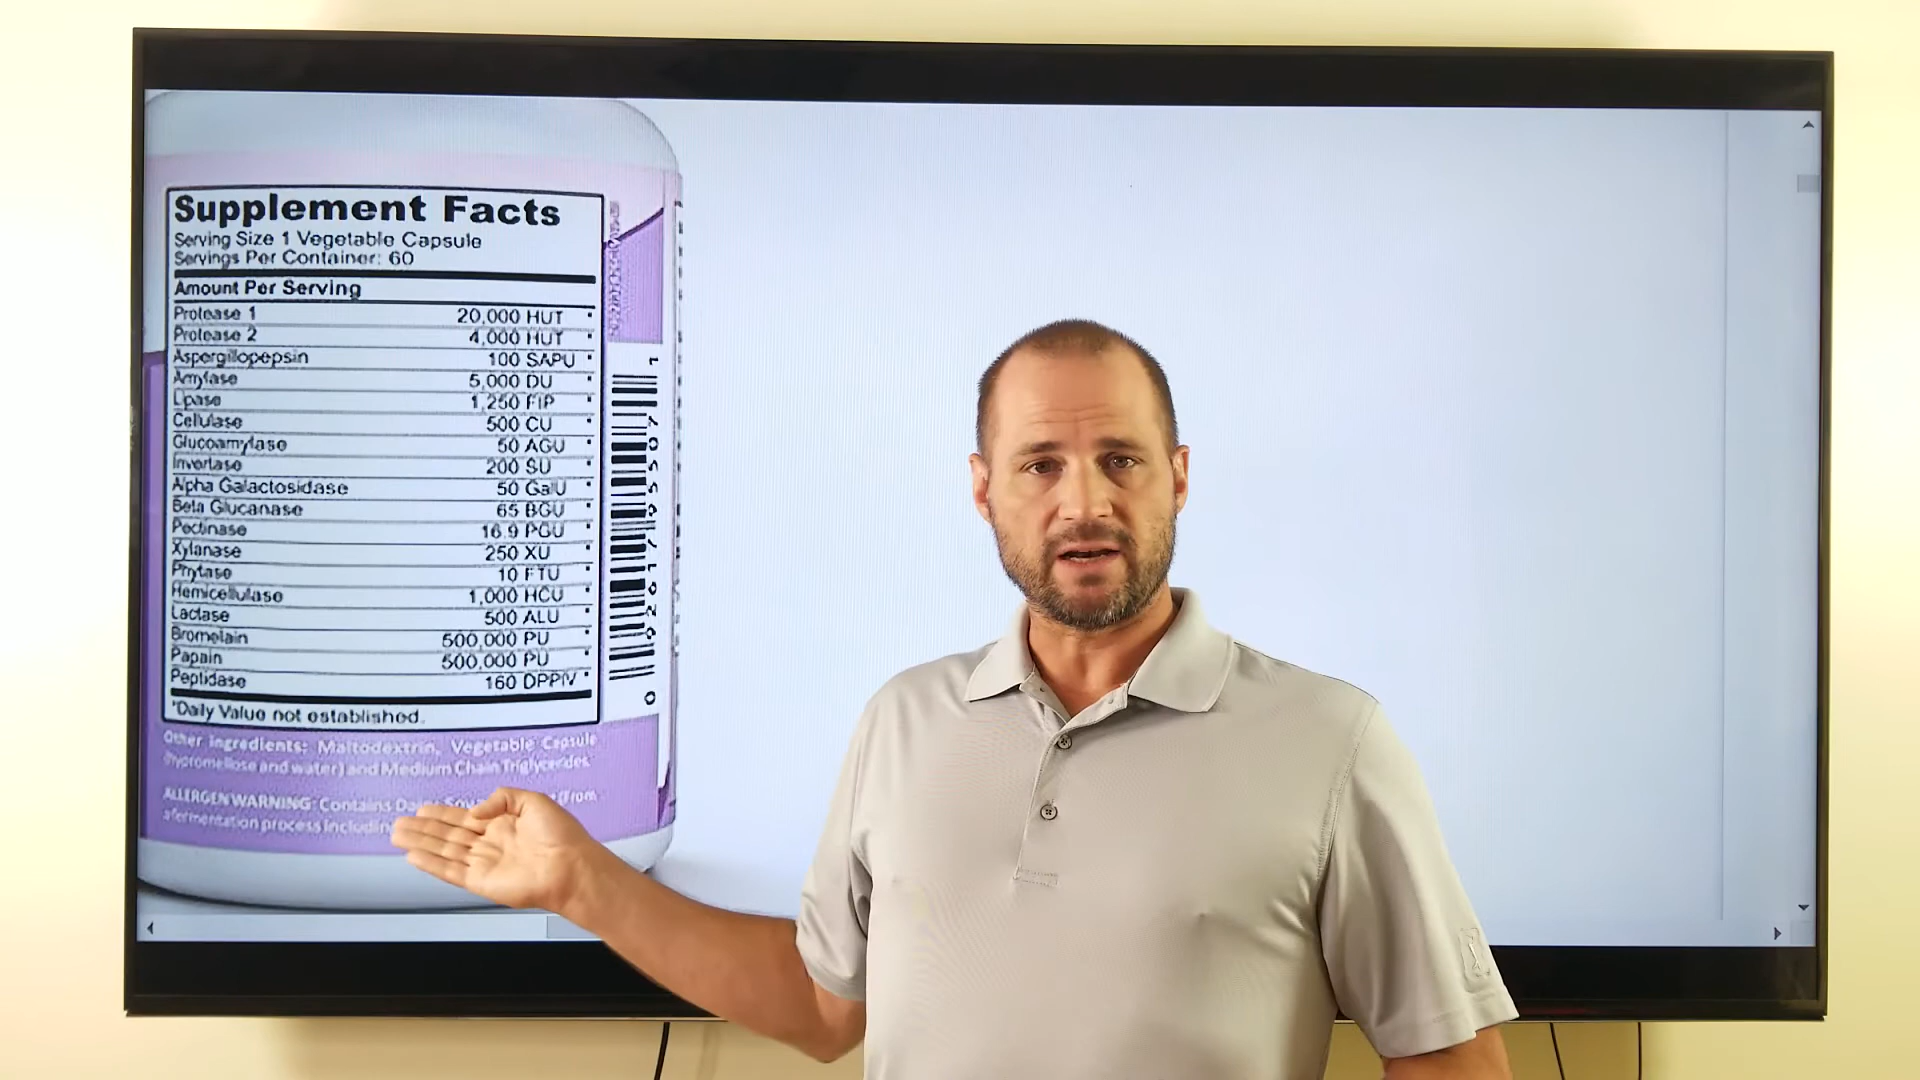 Supplement Facts
Serving Size 1 Vegetable Capsule
Servings Per Container: 60
Amount Per Serving
Protease 1 20,000 HUT *
Protease 2 4,000 HUT *
Aspergillopepsin 100 SAPU *
Amylase 5,000 DU *
Lipase 1,250 FIP *
Cellulase 500 CU *
Glucoamylase 50 AGU *
Invertase 200 SU *
Alpha Galactosidase 50 GalU *
Beta Glucanase 65 BGU *
Pectinase 16.9 PGU *
Xylanase 250 XU *
Phytase 10 FTU *
Hemicellulase 1,000 HCU *
Lactase 500 ALU *
Bromelain 500,000 PU *
Papain 500,000 PU *
Peptidase 160 DPPIV *
*Daily Value not established.
Other ingredients: Maltodextrin, Vegetable Capsule
(hypromellose and water) and Medium Chain Triglycerides.
ALLERGEN WARNING: Contains (From
a fermentation process including